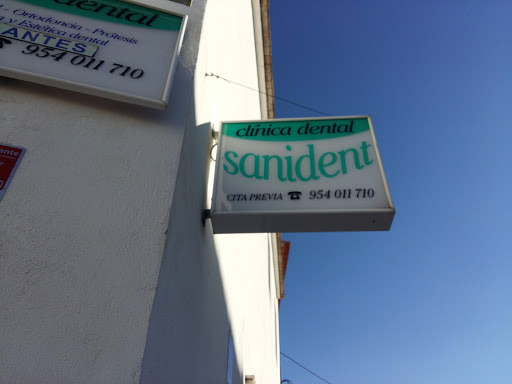 dental
- Ortodoncia - Prótesis
y Estética dental
ANTES
☎ 954 011 710
clínica dental
sanident
CITA PREVIA ☎ 954 011 710